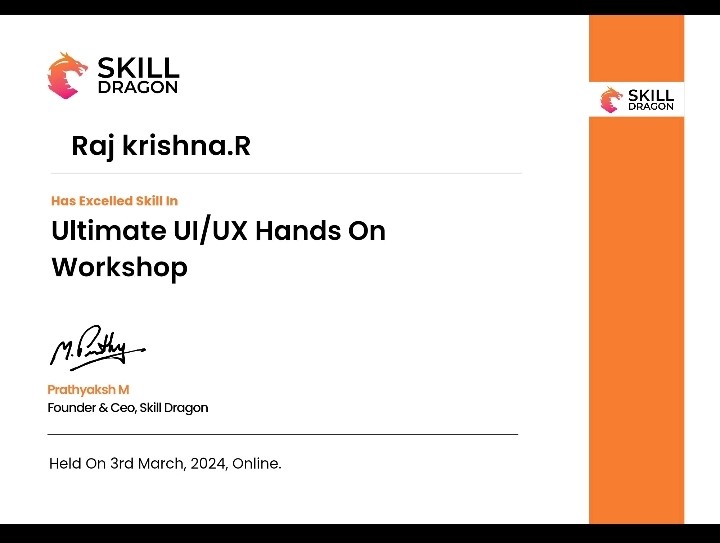 SKILL
DRAGON
SKILL
DRAGON
Raj krishna.R
Has Excelled Skill In
Ultimate UI/UX Hands On
Workshop
M. Prathy
Prathyaksh M
Founder & Ceo, Skill Dragon
Held On 3rd March, 2024, Online.